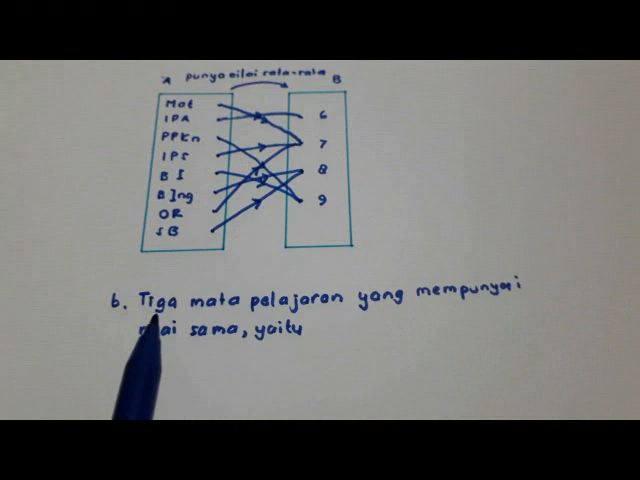 A punya nilai rata-rata B
Mat
IPA
PPKn
IPS
B I
B Ing
OR
SB
6
7
8
9
b. Tiga mata pelajaran yang mempunyai
sama, yaitu